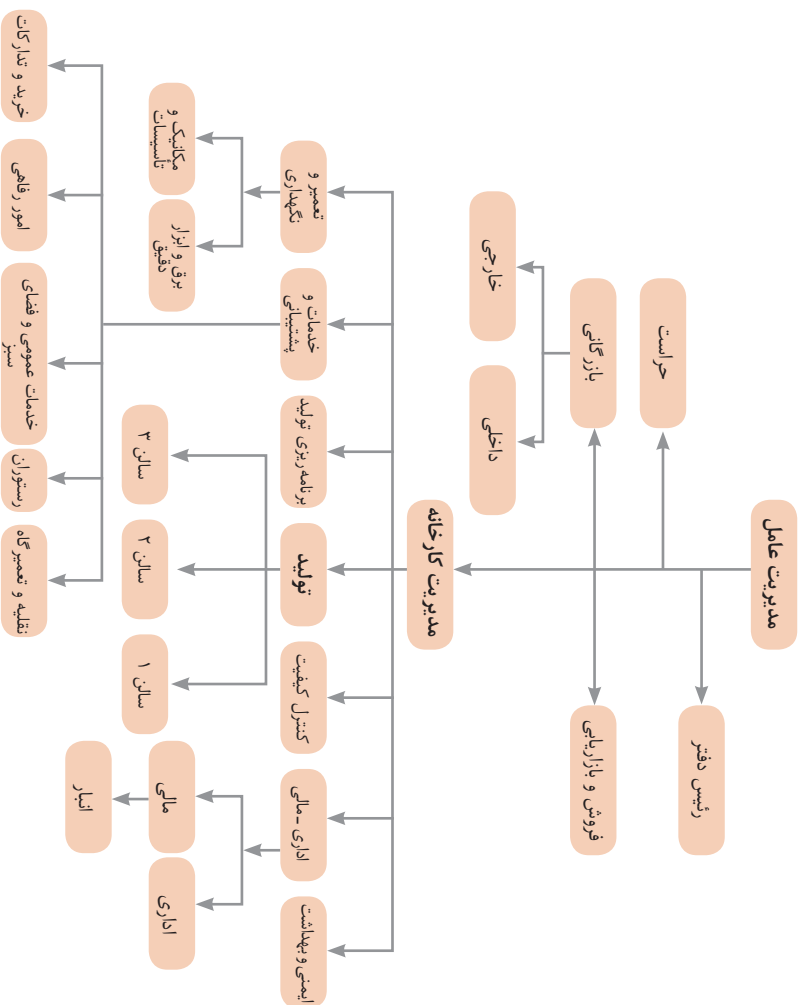 مدیریت عامل
رئیس دفتر
حراست
فروش و بازاریابی
بازرگانی
داخلی
خارجی
مدیریت کارخانه
ایمنی و بهداشت
اداری ـ مالی
کنترل کیفیت
تولید
برنامه‌ریزی تولید
خدمات و
پشتیبانی
تعمیر و
نگهداری
اداری
مالی
انبار
سالن ۱
سالن ۲
سالن ۳
برق و ابزار
دقیق
مکانیک و
تأسیسات
نقلیه و تعمیرگاه
رستوران
خدمات عمومی و فضای
سبز
امور رفاهی
خرید و تدارکات